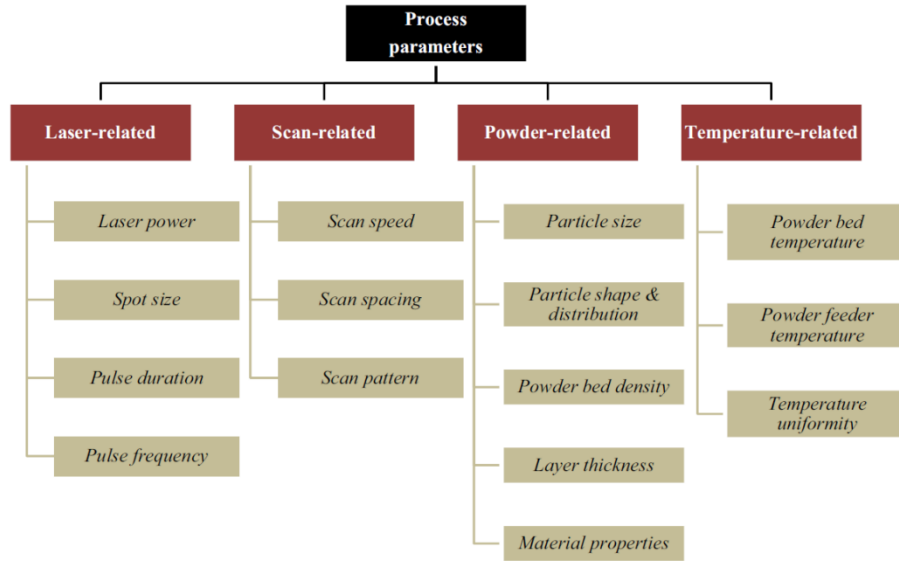 Process
parameters
Laser-related
Scan-related
Powder-related
Temperature-related
Laser power
Spot size
Pulse duration
Pulse frequency
Scan speed
Scan spacing
Scan pattern
Particle size
Particle shape &
distribution
Powder bed density
Layer thickness
Material properties
Powder bed
temperature
Powder feeder
temperature
Temperature
uniformity